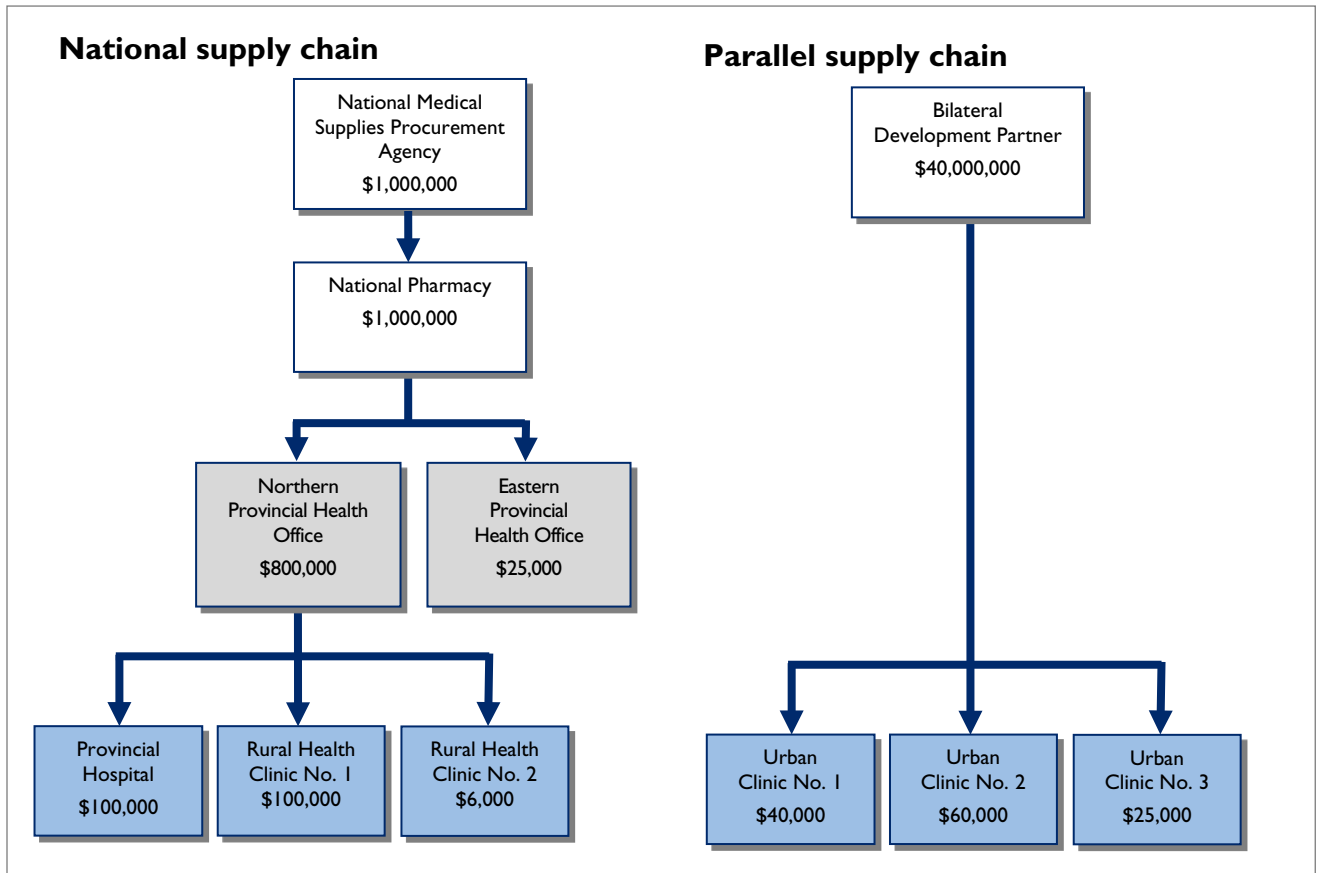 National supply chain
National Medical
Supplies Procurement
Agency
$1,000,000
National Pharmacy
$1,000,000
Northern
Provincial Health
Office
$800,000
Eastern
Provincial
Health Office
$25,000
Provincial
Hospital
$100,000
Rural Health
Clinic No. 1
$100,000
Rural Health
Clinic No. 2
$6,000
Parallel supply chain
Bilateral
Development Partner
$40,000,000
Urban
Clinic No. 1
$40,000
Urban
Clinic No. 2
$60,000
Urban
Clinic No. 3
$25,000